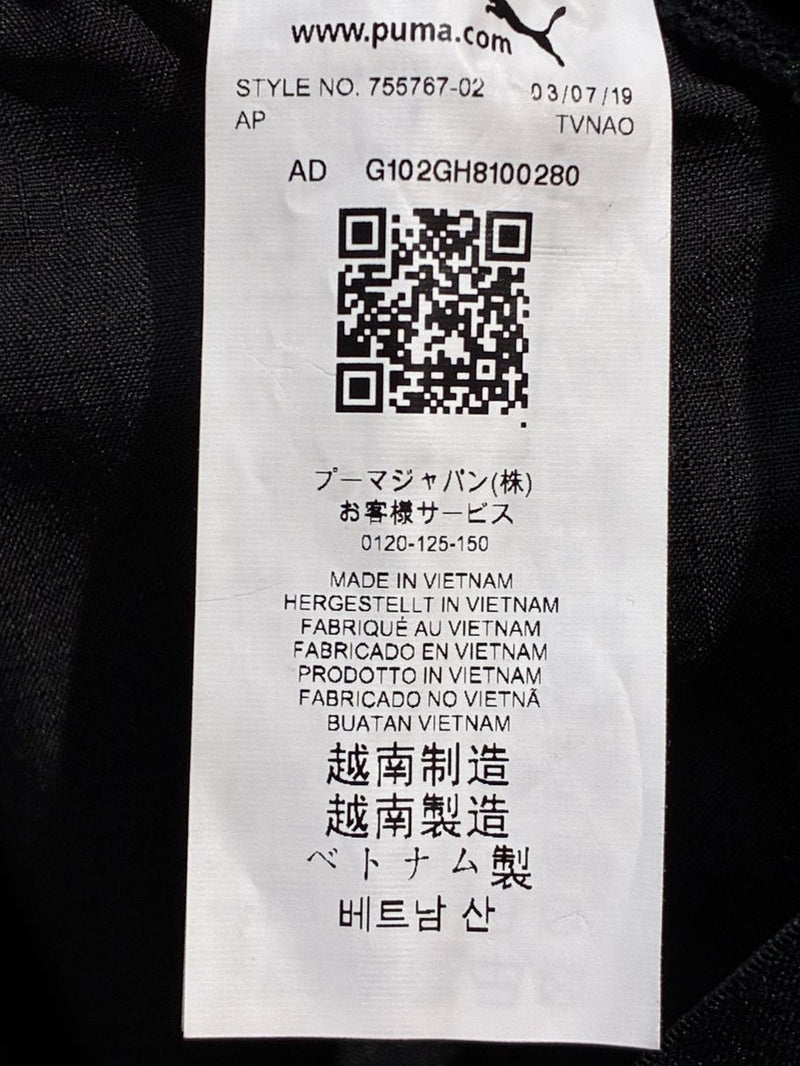 www.puma.com
STYLE NO. 755767-02 03/07/19
AP TVNAO
AD G102GH8100280
プーマジャパン(株)
お客様サービス
0120-125-150
MADE IN VIETNAM
HERGESTELLT IN VIETNAM
FABRIQUÉ AU VIETNAM
FABRICADO EN VIETNAM
PRODOTTO IN VIETNAM
FABRICADO NO VIETNÃ
BUATAN VIETNAM
越南制造
越南製造
ベトナム製
베트남 산